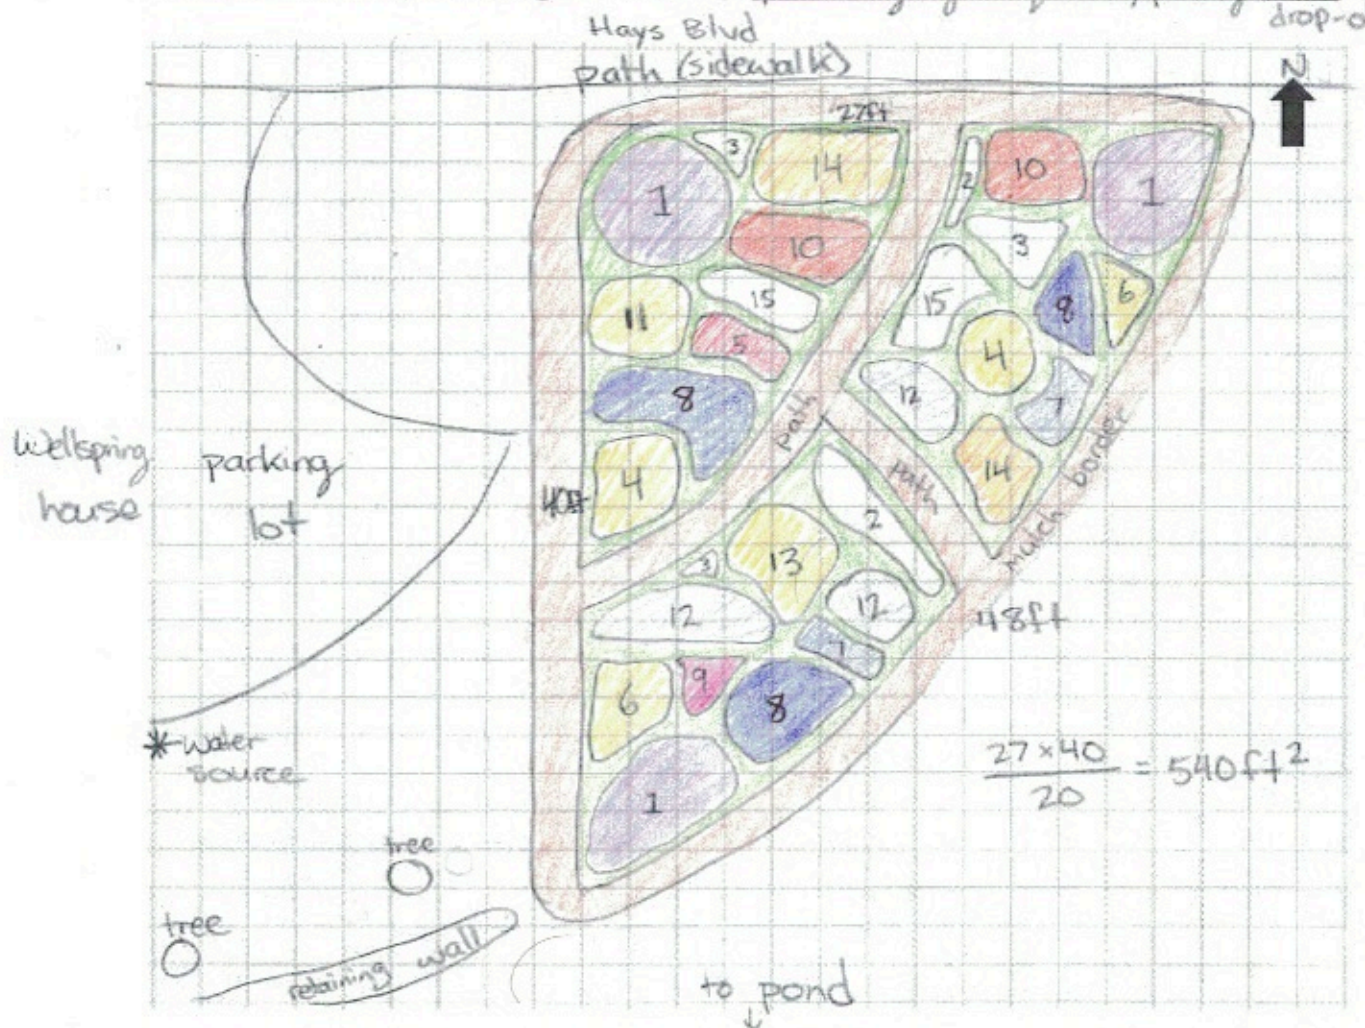 drop-o
Hays Blvd
path (sidewalk)
N
27ft
1
3
14
2
10
1
10
3
15
15
8
6
11
5
4
8
12
7
path
14
path
mulch border
4
40ft
Wellspring
house
parking
lot
2
13
3
12
12
7
48ft
6
9
8
1
* water
source
27 × 40
20
= 540ft²
tree
tree
retaining wall
to pond
↓